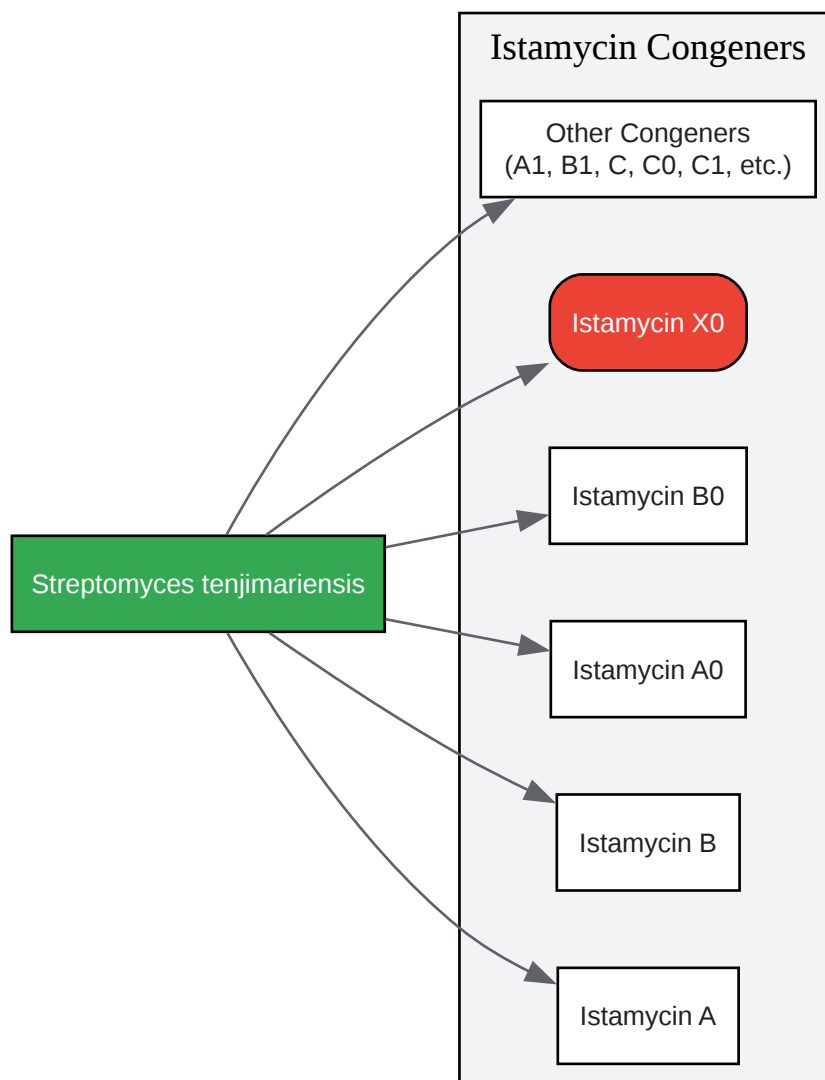 Istamycin Congeners
Other Congeners
(A1, B1, C, C0, C1, etc.)
Istamycin X0
Istamycin B0
Streptomyces tenjimariensis
Istamycin A0
Istamycin B
Istamycin A